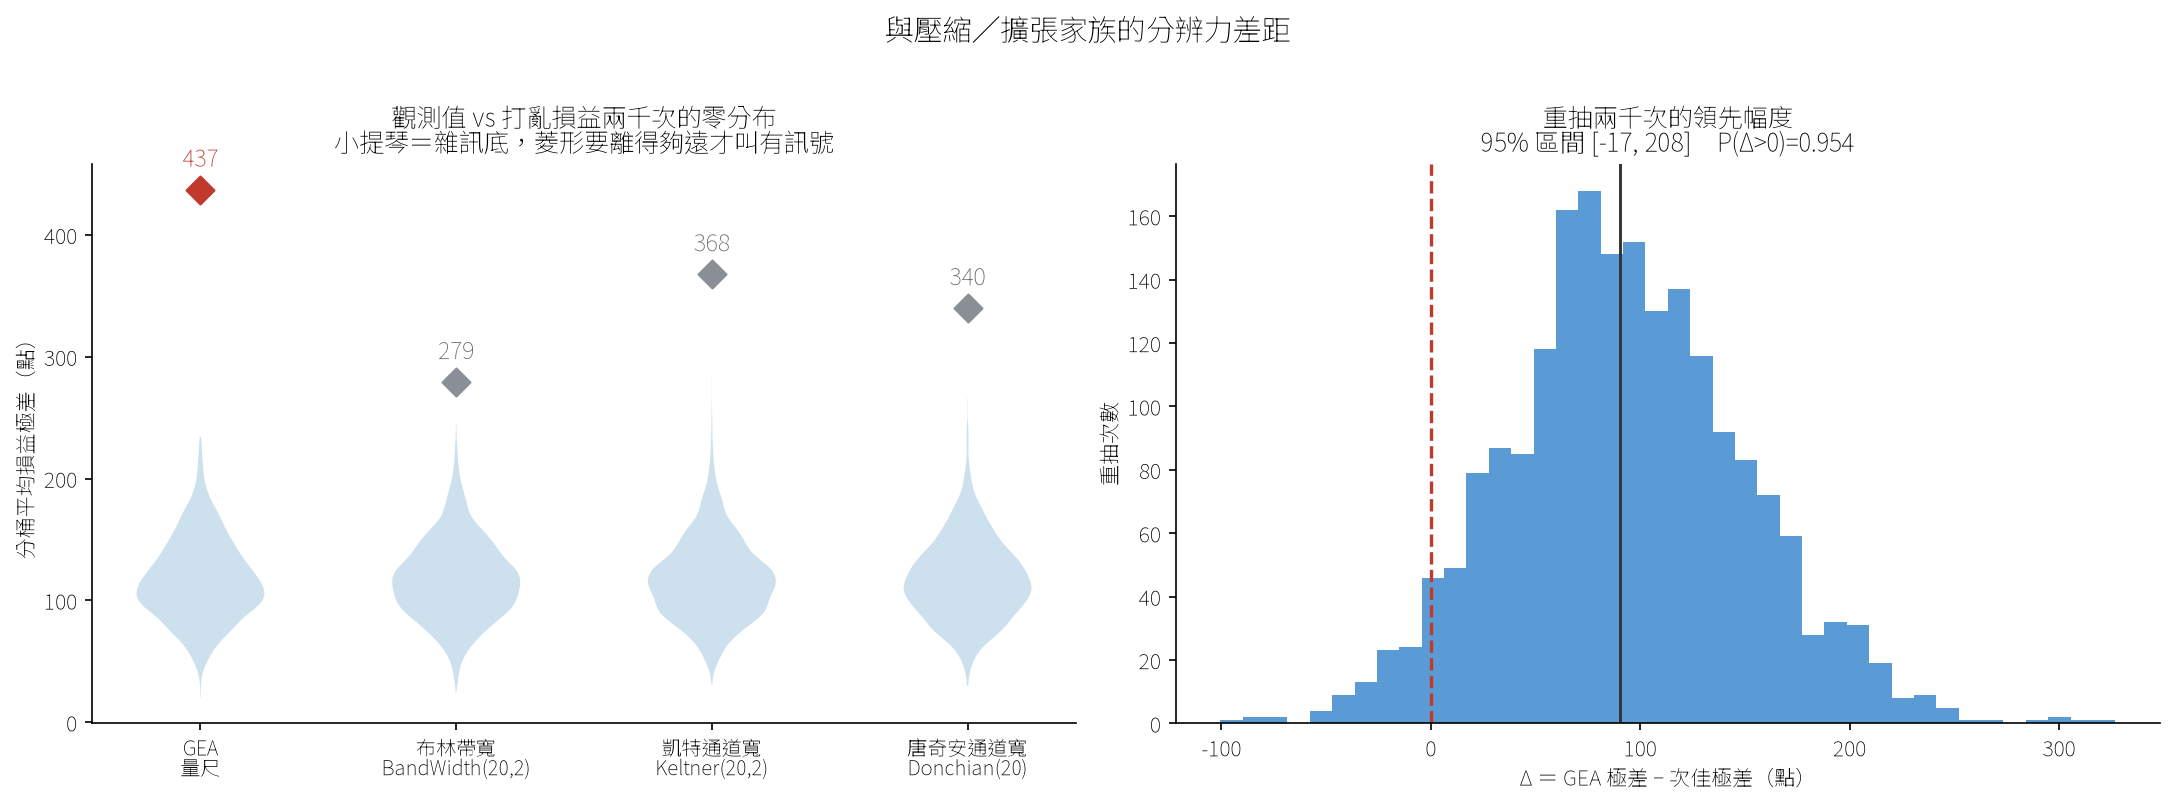 與壓縮／擴張家族的分辨力差距
觀測值 vs 打亂損益兩千次的零分布
小提琴＝雜訊底，菱形要離得夠遠才叫有訊號
分桶平均損益極差（點）
400
300
200
100
0
437
279
368
340
GEA
量尺
布林帶寬
BandWidth(20,2)
凱特通道寬
Keltner(20,2)
唐奇安通道寬
Donchian(20)
重抽兩千次的領先幅度
95% 區間 [-17, 208] P(Δ>0)=0.954
重抽次數
160
140
120
100
80
60
40
20
0
-100
0
100
200
300
Δ ＝ GEA 極差 − 次佳極差（點）